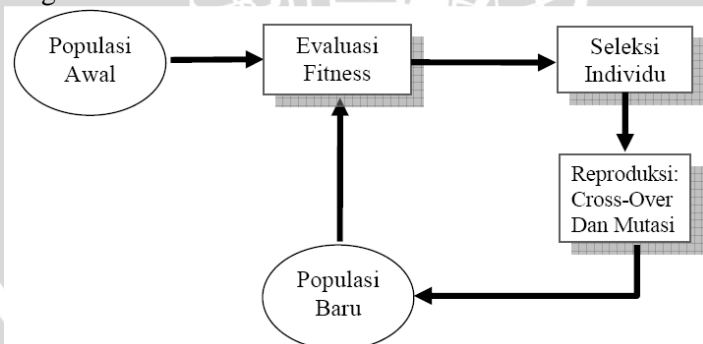 Populasi
Awal
Evaluasi
Fitness
Seleksi
Individu
Reproduksi:
Cross-Over
Dan Mutasi
Populasi
Baru